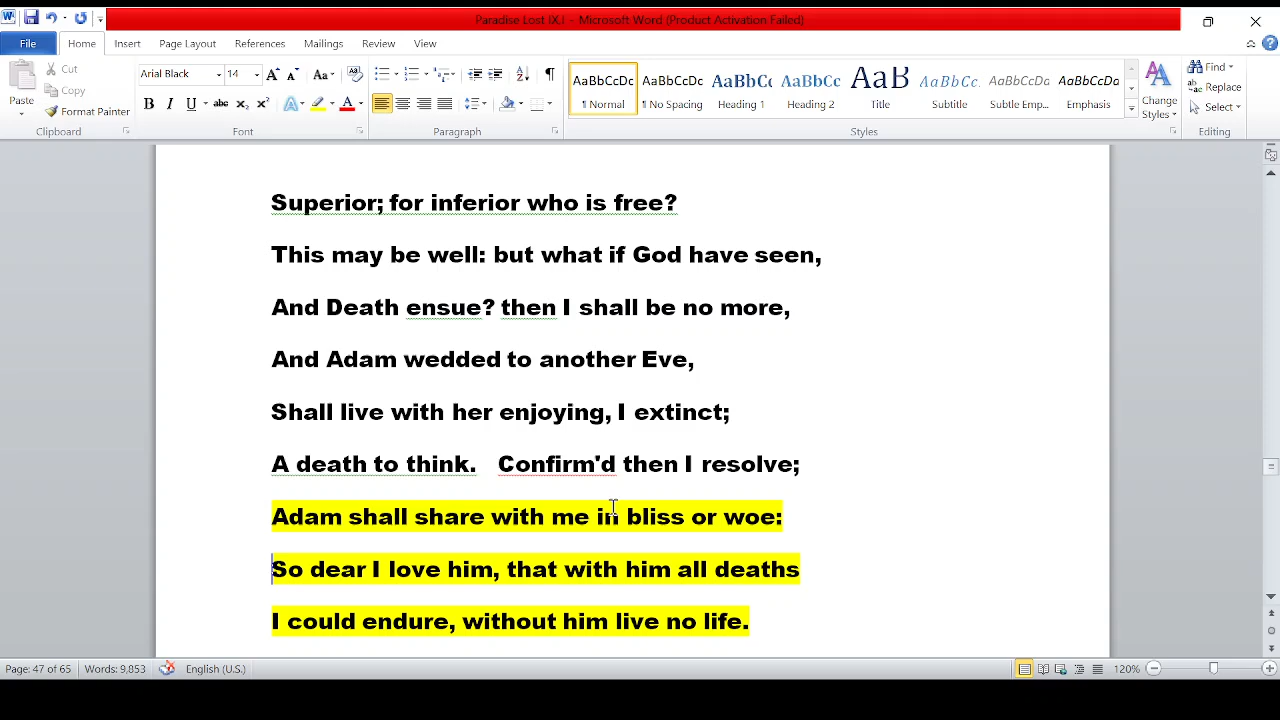 Paradise Lost IX.I - Microsoft Word (Product Activation Failed)
File Home Insert Page Layout References Mailings Review View
Cut
Copy
Format Painter
Paste
Clipboard
Arial Black 14
Font
Paragraph
AaBbCcDc AaBbCcDc AaBbC AaBbCc AaB AaBbCc. AaBbCcDc AaBbCcDc
¶ Normal ¶ No Spacing Heading 1 Heading 2 Title Subtitle Subtle Emp... Emphasis
Change
Styles
Styles
Find
Replace
Select
Editing
Superior; for inferior who is free?
This may be well: but what if God have seen,
And Death ensue? then I shall be no more,
And Adam wedded to another Eve,
Shall live with her enjoying, I extinct;
A death to think. Confirm'd then I resolve;
Adam shall share with me in bliss or woe:
So dear I love him, that with him all deaths
I could endure, without him live no life.
Page: 47 of 65 Words: 9,853 English (U.S.) 120%